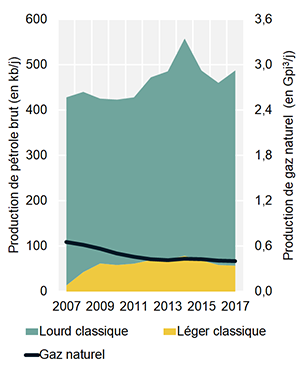 Production de pétrole brut (en kb/j)
600
500
400
300
200
100
0
3,6
3,0
2,4
1,8
1,2
0,6
0,0
Production de gaz naturel (en Gpi³/j)
2007 2009 2011 2013 2015 2017
Lourd classique Léger classique
Gaz naturel